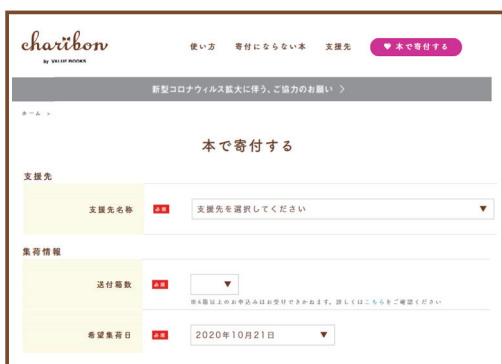 charibon
by VALUE BOOKS
使い方 寄付にならない本 支援先 ♥ 本で寄付する
新型コロナウィルス拡大に伴う、ご協力のお願い 〉
ホーム >
本で寄付する
支援先
支援先名称 必須 支援先を選択してください ▼
集荷情報
送付箱数 必須 ▼
※6箱以上のお申込みはお受けできかねます。詳しくはこちらをご確認ください
希望集荷日 必須 2020年10月21日 ▼